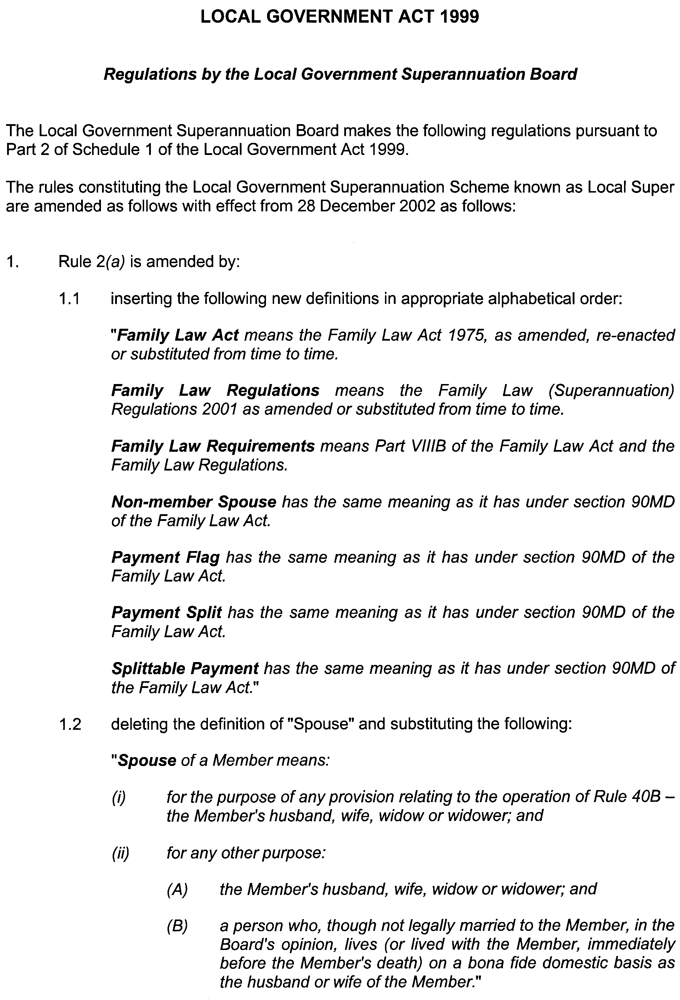 LOCAL GOVERNMENT ACT 1999
Regulations by the Local Government Superannuation Board
The Local Government Superannuation Board makes the following regulations pursuant to
Part 2 of Schedule 1 of the Local Government Act 1999.
The rules constituting the Local Government Superannuation Scheme known as Local Super
are amended as follows with effect from 28 December 2002 as follows:
1. Rule 2(a) is amended by:
1.1 inserting the following new definitions in appropriate alphabetical order:
"Family Law Act means the Family Law Act 1975, as amended, re-enacted
or substituted from time to time.
Family Law Regulations means the Family Law (Superannuation)
Regulations 2001 as amended or substituted from time to time.
Family Law Requirements means Part VIIIB of the Family Law Act and the
Family Law Regulations.
Non-member Spouse has the same meaning as it has under section 90MD
of the Family Law Act.
Payment Flag has the same meaning as it has under section 90MD of the
Family Law Act.
Payment Split has the same meaning as it has under section 90MD of the
Family Law Act.
Splittable Payment has the same meaning as it has under section 90MD of
the Family Law Act."
1.2 deleting the definition of "Spouse" and substituting the following:
"Spouse of a Member means:
(i) for the purpose of any provision relating to the operation of Rule 40B –
the Member's husband, wife, widow or widower; and
(ii) for any other purpose:
(A) the Member's husband, wife, widow or widower; and
(B) a person who, though not legally married to the Member, in the
Board's opinion, lives (or lived with the Member, immediately
before the Member's death) on a bona fide domestic basis as
the husband or wife of the Member."